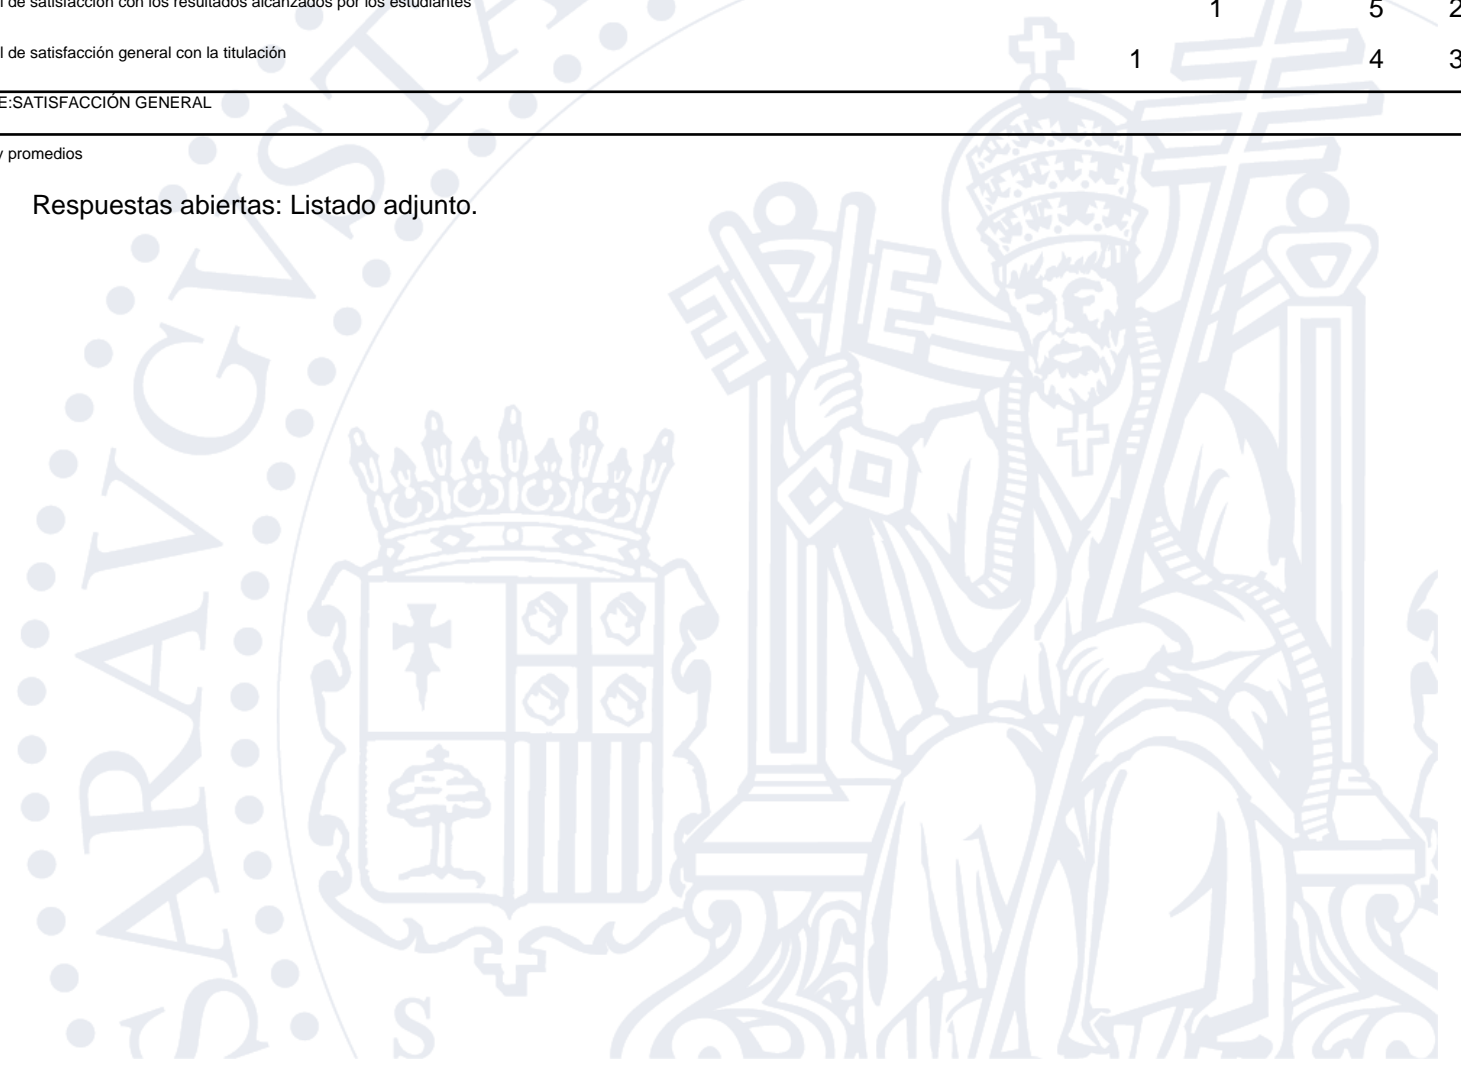 l de satisfacción con los resultados alcanzados por los estudiantes 1 5 2
l de satisfacción general con la titulación 1 4 3
E:SATISFACCIÓN GENERAL
y promedios
Respuestas abiertas: Listado adjunto.
SARAVGVSTA
S